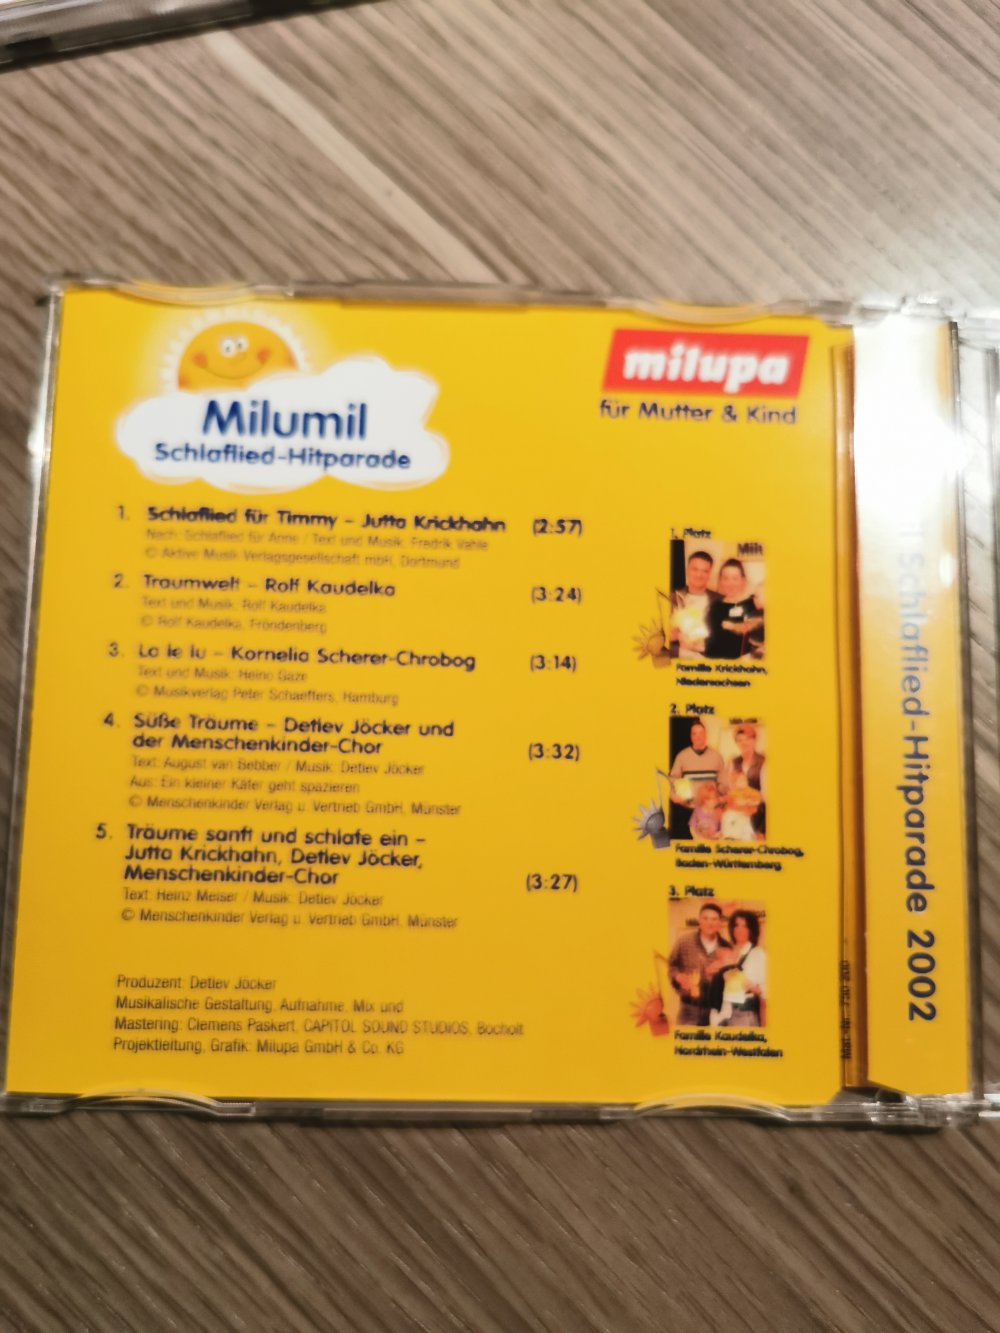 Milumil
Schlaflied-Hitparade
milupa
für Mutter & Kind
1. Schlaflied für Timmy – Jutta Krickhahn (2:57)
Nach: Schlaflied für Anne / Text und Musik: Fredrik Vahle
© Aktive Musik Verlagsgesellschaft mbH, Dortmund
2. Traumwelt – Rolf Kaudelka (3:24)
Text und Musik: Rolf Kaudelka
© Rolf Kaudelka, Fröndenberg
3. La le lu – Kornelia Scherer-Chrobog (3:14)
Text und Musik: Heino Gaze
© Musikverlag Peter Schaeffers, Hamburg
4. Süße Träume – Detlev Jöcker und
der Menschenkinder-Chor (3:32)
Text: August van Bebber / Musik: Detlev Jöcker
Aus: Ein kleiner Käfer geht spazieren
© Menschenkinder Verlag u. Vertrieb GmbH, Münster
5. Träume sanft und schlafe ein –
Jutta Krickhahn, Detlev Jöcker,
Menschenkinder-Chor (3:27)
Text: Heinz Meiser / Musik: Detlev Jöcker
© Menschenkinder Verlag u. Vertrieb GmbH, Münster
Produzent: Detlev Jöcker
Musikalische Gestaltung, Aufnahme, Mix und
Mastering: Clemens Paskert, CAPITOL SOUND STUDIOS, Bocholt
Projektleitung, Grafik: Milupa GmbH & Co. KG
1. Platz
Familie Krickhahn,
Niedersachsen
2. Platz
Familie Scherer-Chrobog,
Baden-Württemberg
3. Platz
Familie Kaudelka,
Nordrhein-Westfalen
Schlaflied-Hitparade 2002